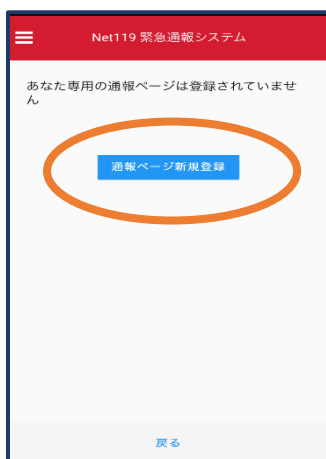 Net119 緊急通報システム
あなた専用の通報ページは登録されていませ
ん
通報ページ新規登録
戻る